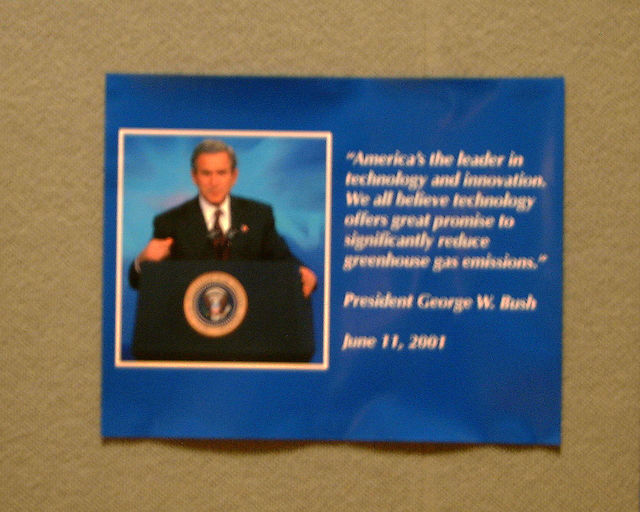 "America's the leader in
technology and innovation.
We all believe technology
offers great promise to
significantly reduce
greenhouse gas emissions."
President George W. Bush
June 11, 2001